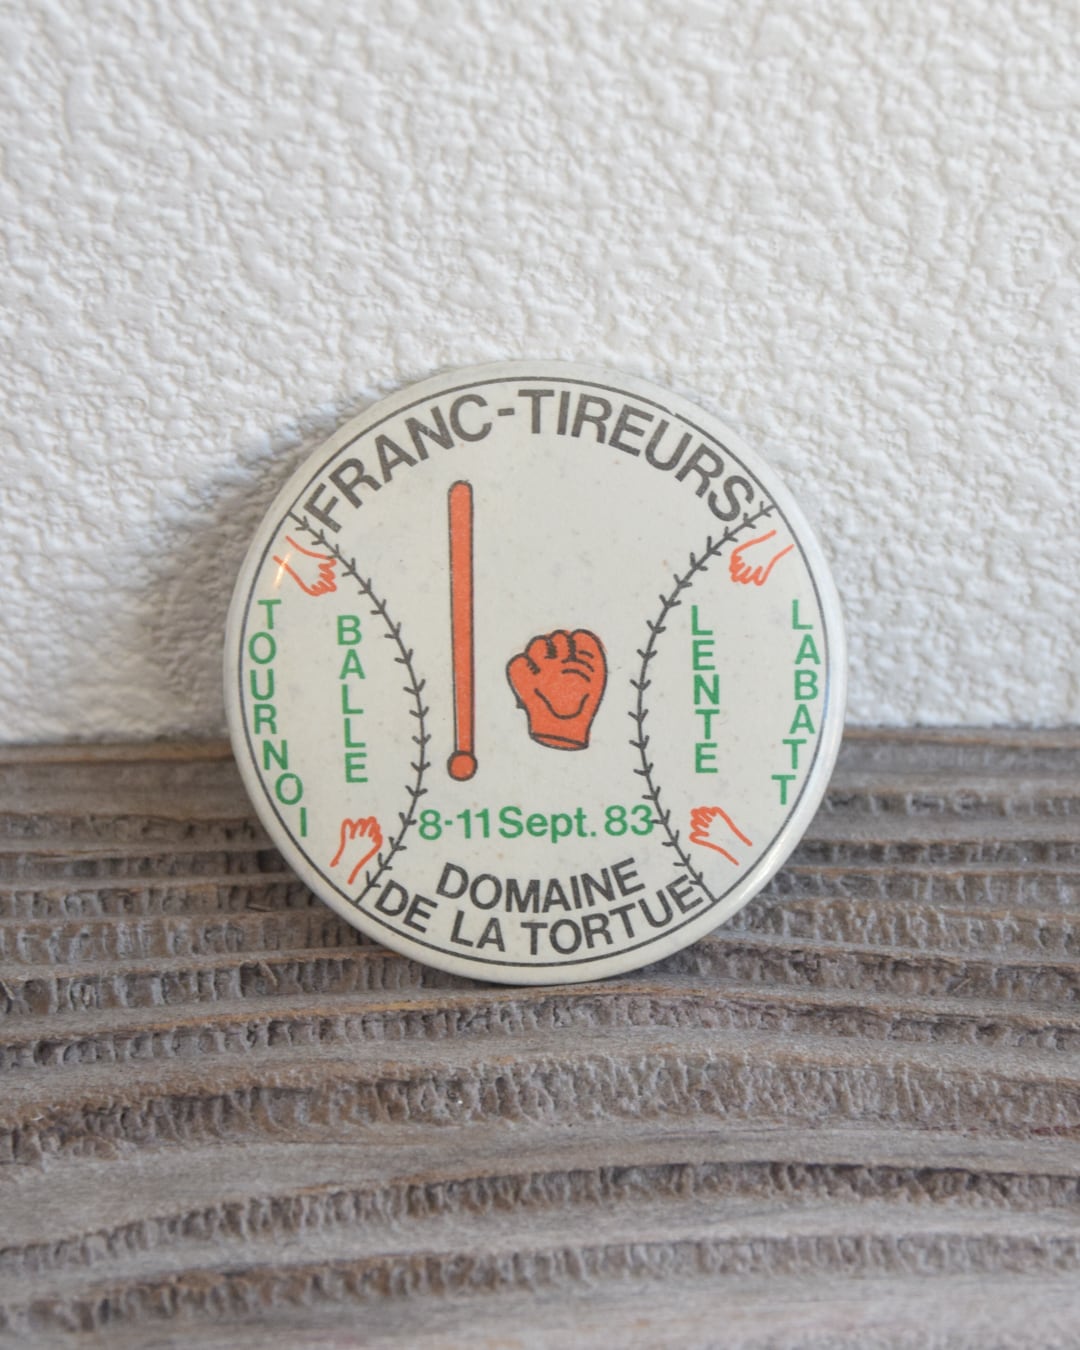 FRANC-TIREURS
TOURNOI
BALLE
LENTE
LABATT
8-11 Sept. 83
DOMAINE
DE LA TORTUE